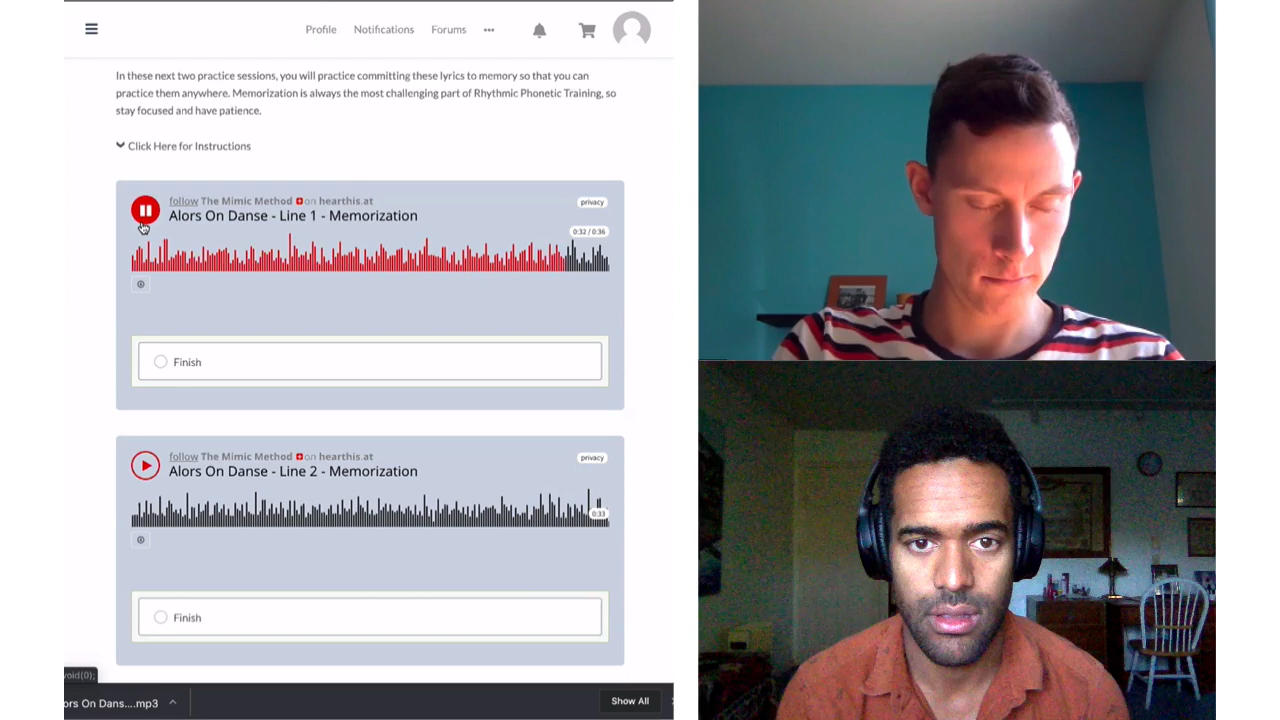 Profile Notifications Forums •••
In these next two practice sessions, you will practice committing these lyrics to memory so that you can
practice them anywhere. Memorization is always the most challenging part of Rhythmic Phonetic Training, so
stay focused and have patience.
Click Here for Instructions
follow The Mimic Method on hearthis.at
privacy
Alors On Danse - Line 1 - Memorization
0:32 / 0:36
Finish
follow The Mimic Method on hearthis.at
privacy
Alors On Danse - Line 2 - Memorization
0:33
Finish
void(0);
ors On Dans....mp3
Show All